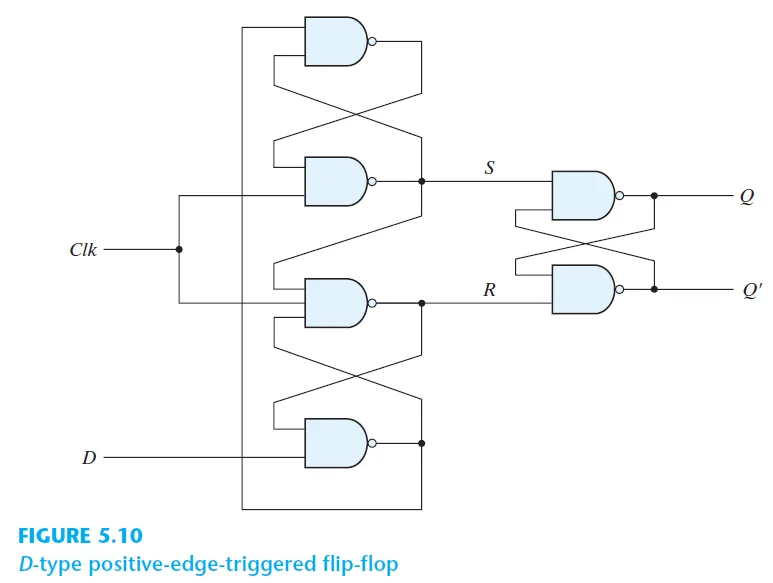 S
Q
Clk
R
Q'
D
FIGURE 5.10
D-type positive-edge-triggered flip-flop